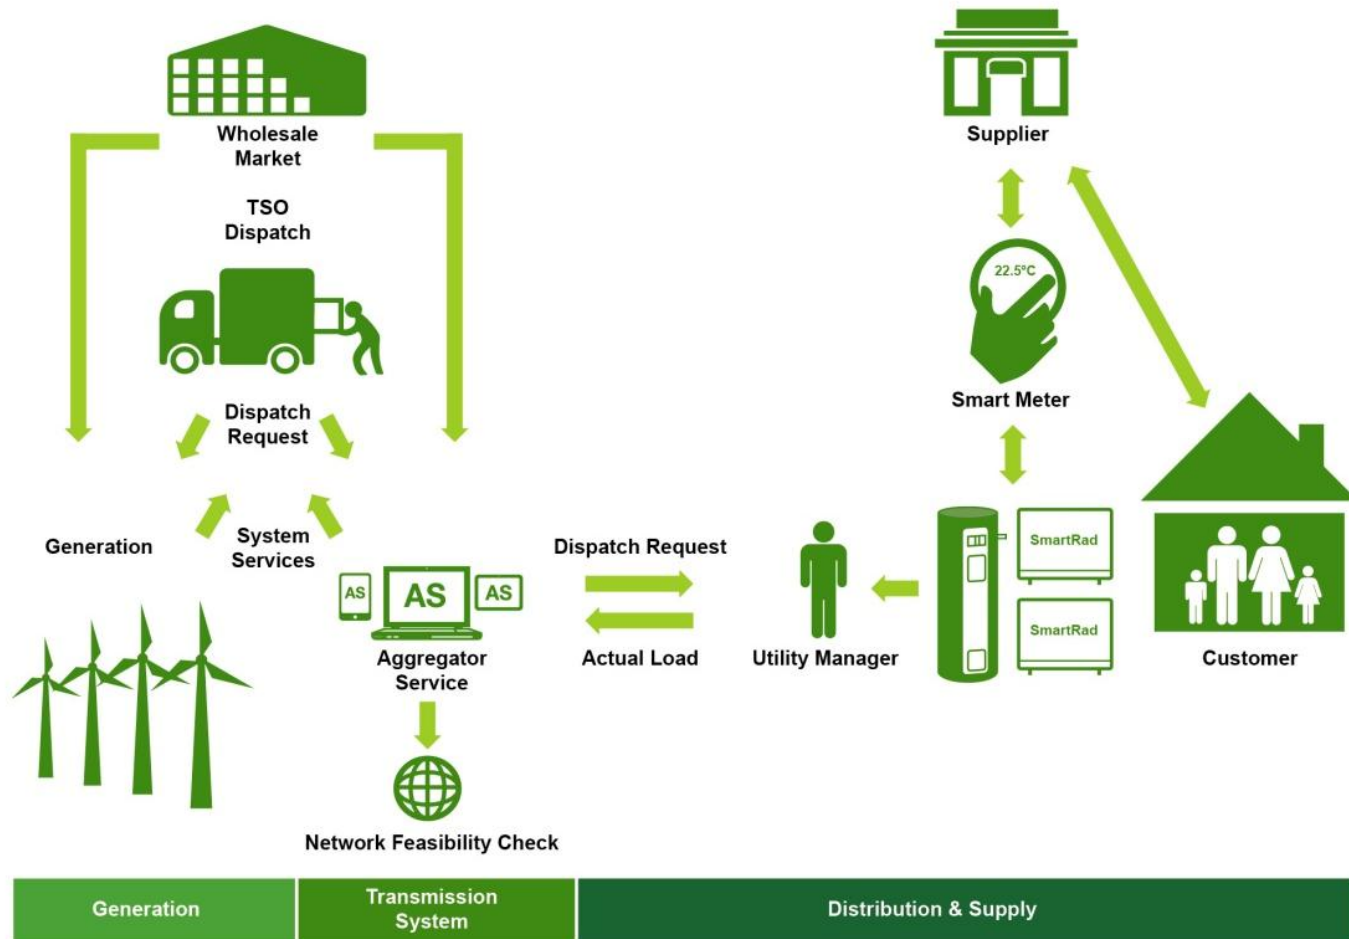 Wholesale
Market
TSO
Dispatch
Dispatch
Request
Generation
System
Services
AS
AS
AS
Aggregator
Service
Network Feasibility Check
Dispatch Request
Actual Load
Utility Manager
Supplier
22.5ºC
Smart Meter
SmartRad
SmartRad
Customer
Generation
Transmission
System
Distribution & Supply